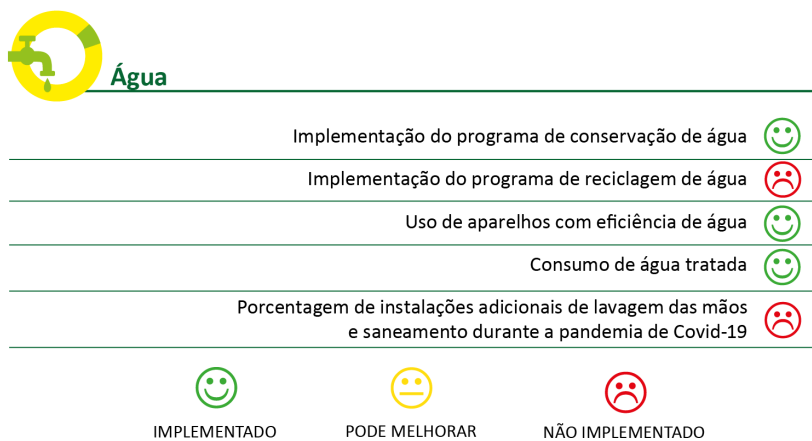 Água
Implementação do programa de conservação de água
Implementação do programa de reciclagem de água
Uso de aparelhos com eficiência de água
Consumo de água tratada
Porcentagem de instalações adicionais de lavagem das mãos
e saneamento durante a pandemia de Covid-19
IMPLEMENTADO
PODE MELHORAR
NÃO IMPLEMENTADO